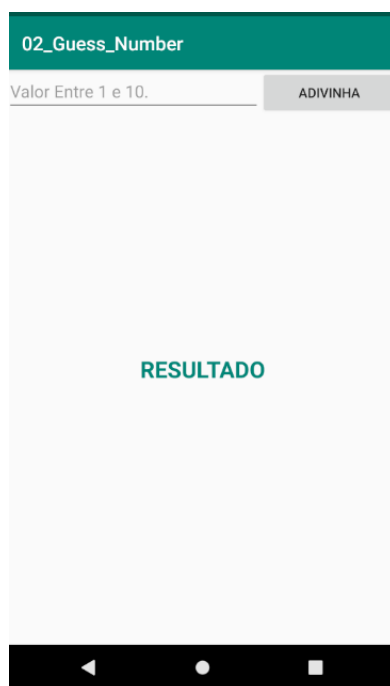 02_Guess_Number
Valor Entre 1 e 10.
ADIVINHA
RESULTADO